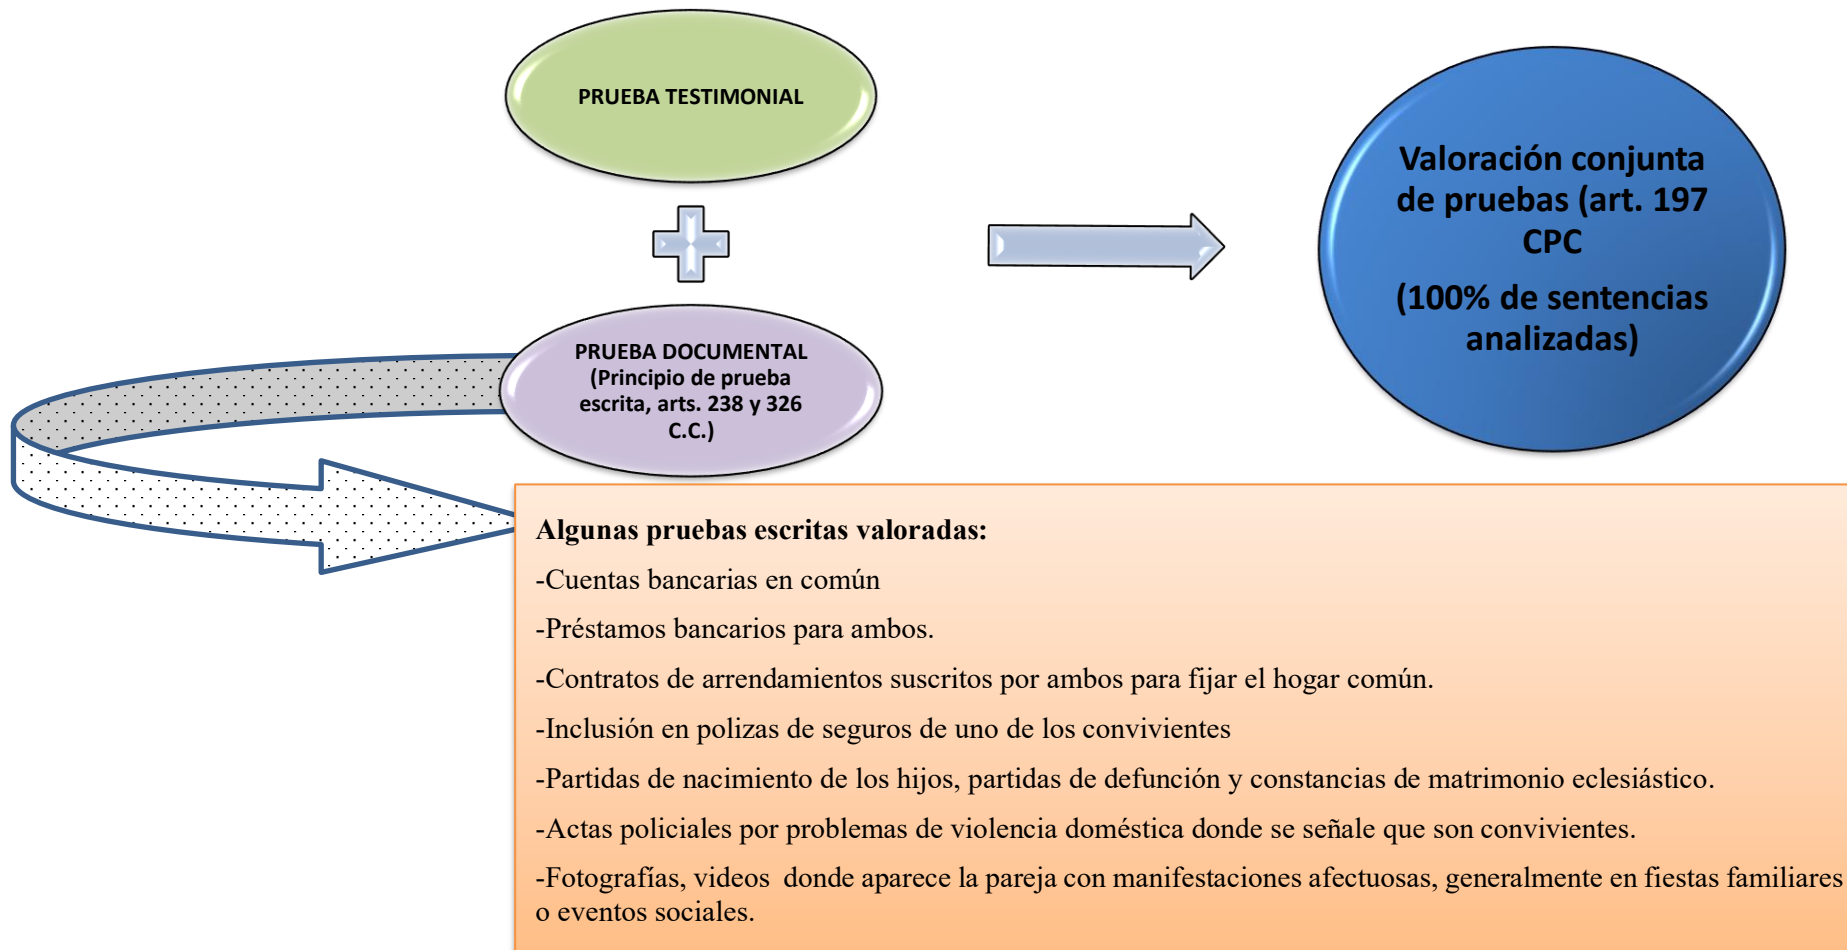 PRUEBA TESTIMONIAL
PRUEBA DOCUMENTAL
(Principio de prueba
escrita, arts. 238 y 326
C.C.)
Valoración conjunta
de pruebas (art. 197
CPC
(100% de sentencias
analizadas)
Algunas pruebas escritas valoradas:
-Cuentas bancarias en común
-Préstamos bancarios para ambos.
-Contratos de arrendamientos suscritos por ambos para fijar el hogar común.
-Inclusión en polizas de seguros de uno de los convivientes
-Partidas de nacimiento de los hijos, partidas de defunción y constancias de matrimonio eclesiástico.
-Actas policiales por problemas de violencia doméstica donde se señale que son convivientes.
-Fotografías, videos  donde aparece la pareja con manifestaciones afectuosas, generalmente en fiestas familiares
o eventos sociales.